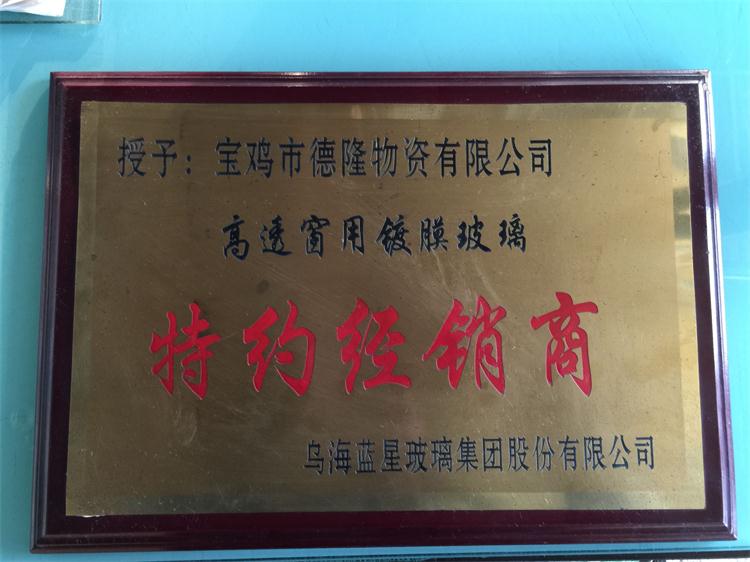 授予：宝鸡市德隆物资有限公司
高透窗用镀膜玻璃
特约经销商
乌海蓝星玻璃集团股份有限公司